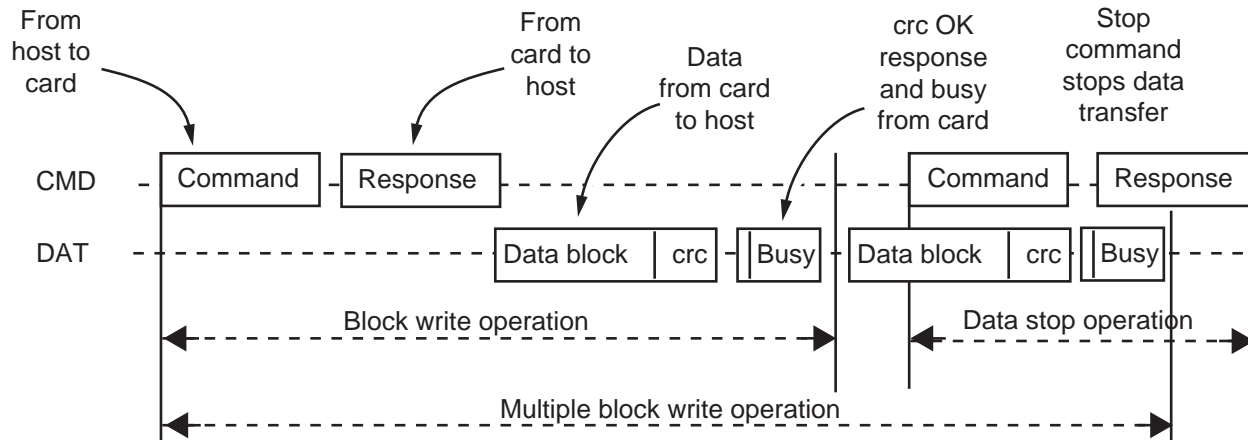 From
host to
card
From
card to
host
Data
from card
to host
crc OK
response
and busy
from card
Stop
command
stops data
transfer
CMD
Command
Response
Command
Response
DAT
Data block
crc
Busy
Data block
crc
Busy
Block write operation
Data stop operation
Multiple block write operation